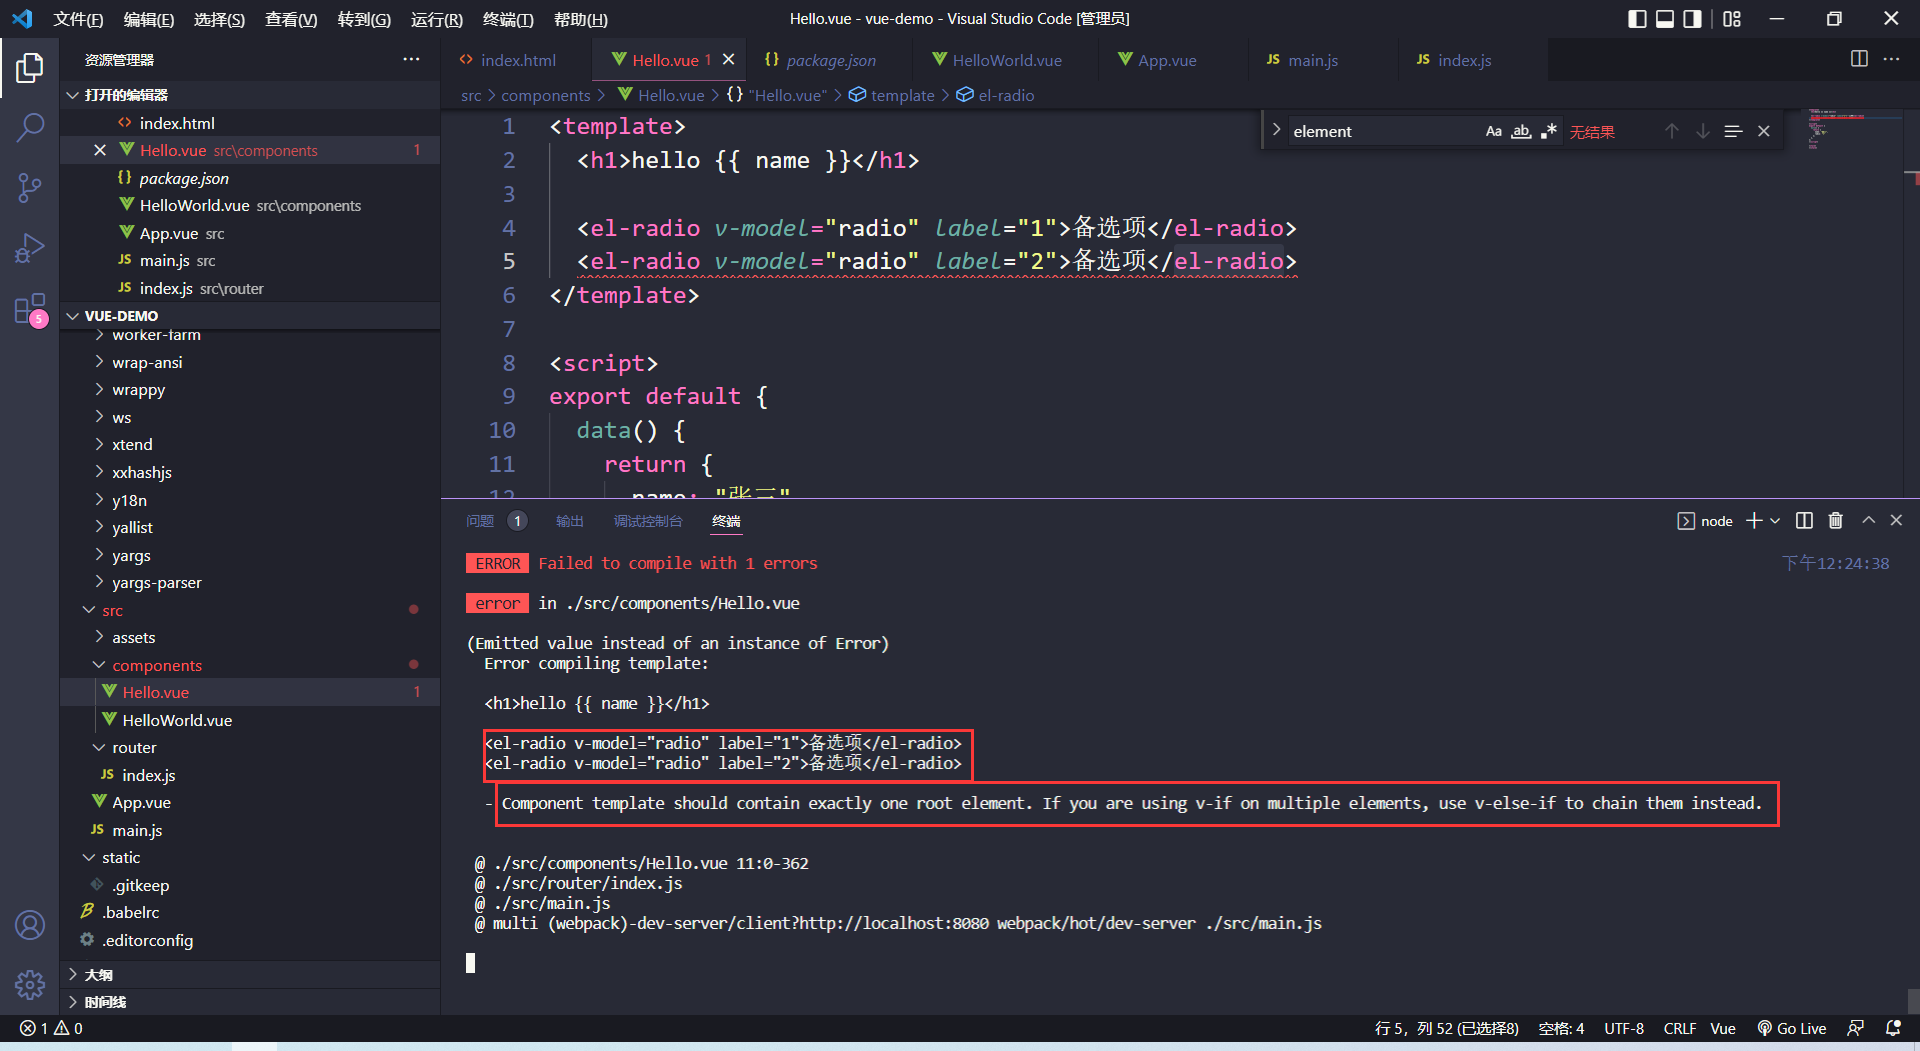 文件(F) 编辑(E) 选择(S) 查看(V) 转到(G) 运行(R) 终端(T) 帮助(H)
Hello.vue - vue-demo - Visual Studio Code [管理员]
资源管理器
打开的编辑器
index.html
Hello.vue src\components 1
package.json
HelloWorld.vue src\components
App.vue src
JS main.js src
JS index.js src\router
5
VUE-DEMO
worker-farm
wrap-ansi
wrappy
ws
xtend
xxhashjs
y18n
yallist
yargs
yargs-parser
src
assets
components
Hello.vue 1
HelloWorld.vue
router
JS index.js
App.vue
JS main.js
static
.gitkeep
.babelrc
.editorconfig
大纲
时间线
index.html
Hello.vue 1
{} package.json
HelloWorld.vue
App.vue
JS main.js
JS index.js
src > components > Hello.vue > {} "Hello.vue" > template > el-radio
element
Aa ab
无结果
1 <template>
2 <h1>hello {{ name }}</h1>
3
4 <el-radio v-model="radio" label="1">备选项</el-radio>
5 <el-radio v-model="radio" label="2">备选项</el-radio>
6 </template>
7
8 <script>
9 export default {
10 data() {
11 return {
12 name: "张三"
问题 1 输出 调试控制台 终端
node
ERROR Failed to compile with 1 errors
下午12:24:38
error in ./src/components/Hello.vue
(Emitted value instead of an instance of Error)
Error compiling template:
<h1>hello {{ name }}</h1>
<el-radio v-model="radio" label="1">备选项</el-radio>
<el-radio v-model="radio" label="2">备选项</el-radio>
- Component template should contain exactly one root element. If you are using v-if on multiple elements, use v-else-if to chain them instead.
@ ./src/components/Hello.vue 11:0-362
@ ./src/router/index.js
@ ./src/main.js
@ multi (webpack)-dev-server/client?http://localhost:8080 webpack/hot/dev-server ./src/main.js
1 0
行 5，列 52 (已选择8) 空格: 4 UTF-8 CRLF Vue Go Live